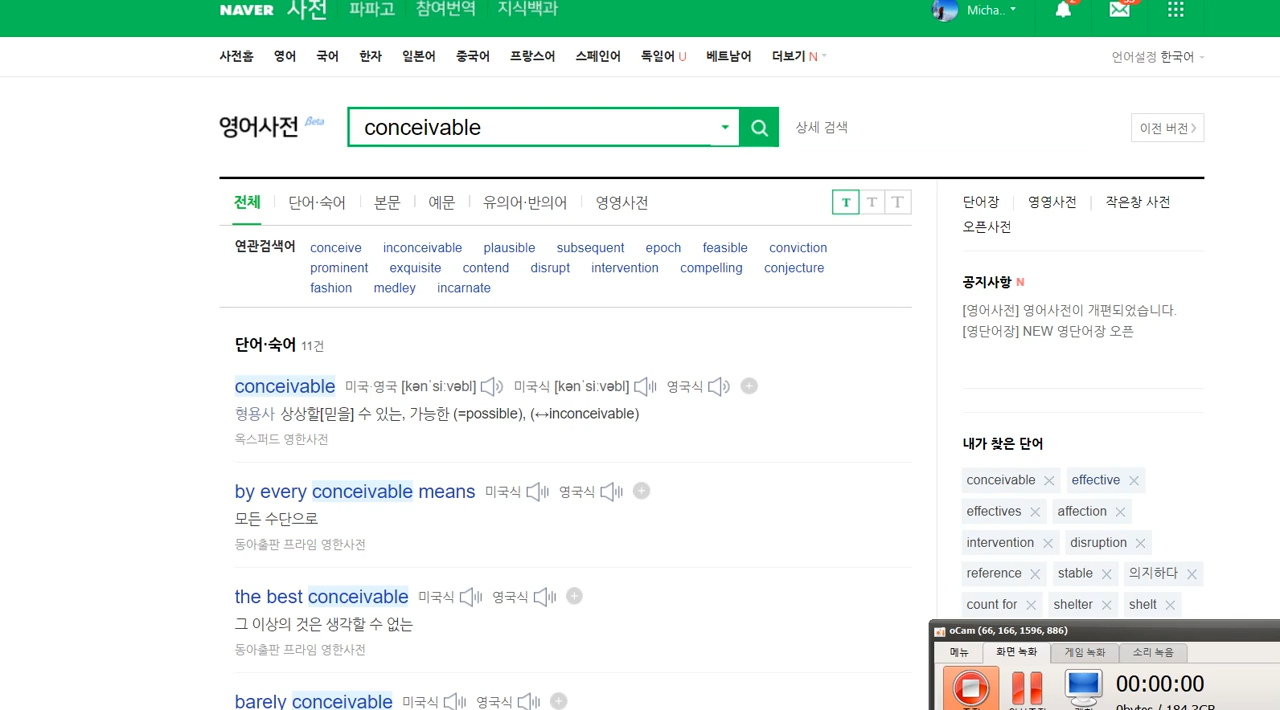 NAVER 사전 파파고 참여번역 지식백과 Micha..
사전홈 영어 국어 한자 일본어 중국어 프랑스어 스페인어 독일어 U 베트남어 더보기 N 언어설정 한국어
영어사전 Beta conceivable 상세 검색 이전 버전
전체 단어·숙어 본문 예문 유의어·반의어 영영사전 T T T
연관검색어 conceive inconceivable plausible subsequent epoch feasible conviction
prominent exquisite contend disrupt intervention compelling conjecture
fashion medley incarnate
단어·숙어 11건
conceivable 미국·영국 [kənˈsiːvəbl] 미국식 [kənˈsiːvəbl] 영국식
형용사 상상할[믿을] 수 있는, 가능한 (=possible), (↔inconceivable)
옥스퍼드 영한사전
by every conceivable means 미국식 영국식
모든 수단으로
동아출판 프라임 영한사전
the best conceivable 미국식 영국식
그 이상의 것은 생각할 수 없는
동아출판 프라임 영한사전
barely conceivable 미국식 영국식
단어장 영영사전 작은창 사전
오픈사전
공지사항 N
[영어사전] 영어사전이 개편되었습니다.
[영단어장] NEW 영단어장 오픈
내가 찾은 단어
conceivable effective
effectives affection
intervention disruption
reference stable 의지하다
count for shelter shelt
oCam (66, 166, 1596, 886)
메뉴 화면 녹화 게임 녹화 소리 녹음
00:00:00
0bytes / 184.3GB